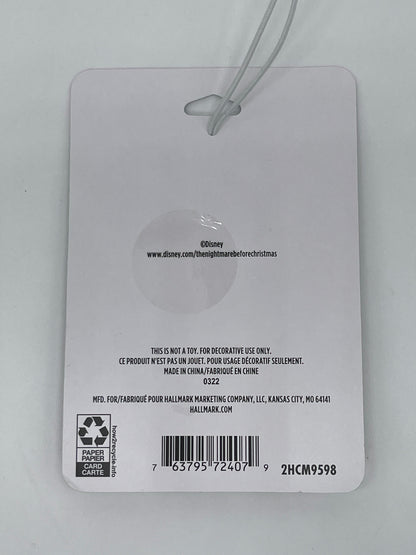 ©Disney
www.disney.com/thenightmarebeforechristmas
THIS IS NOT A TOY. FOR DECORATIVE USE ONLY.
CE PRODUIT N'EST PAS UN JOUET. POUR USAGE DÉCORATIF SEULEMENT.
MADE IN CHINA/FABRIQUÉ EN CHINE
0322
MFD. FOR/FABRIQUÉ POUR HALLMARK MARKETING COMPANY, LLC, KANSAS CITY, MO 64141
HALLMARK.COM
how2recycle.info
PAPER
PAPIER
CARD
CARTE
7 63795 72407 9
2HCM9598